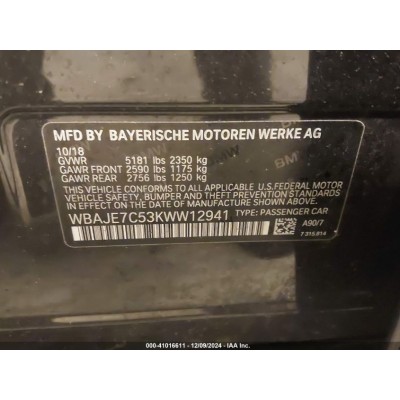 MFD BY BAYERISCHE MOTOREN WERKE AG
10/18
GVWR 5181 lbs 2350 kg
GAWR FRONT 2590 lbs 1175 kg
GAWR REAR 2756 lbs 1250 kg
THIS VEHICLE CONFORMS TO ALL APPLICABLE U.S.FEDERAL MOTOR
VEHICLE SAFETY, BUMPER, AND THEFT PREVENTION STANDARDS
IN EFFECT ON THE DATE OF MANUFACTURE SHOWN ABOVE.
WBAJE7C53KWW12941 TYPE: PASSENGER CAR
A90/7
7 315.814
000-41016611 - 12/09/2024 - IAA Inc.